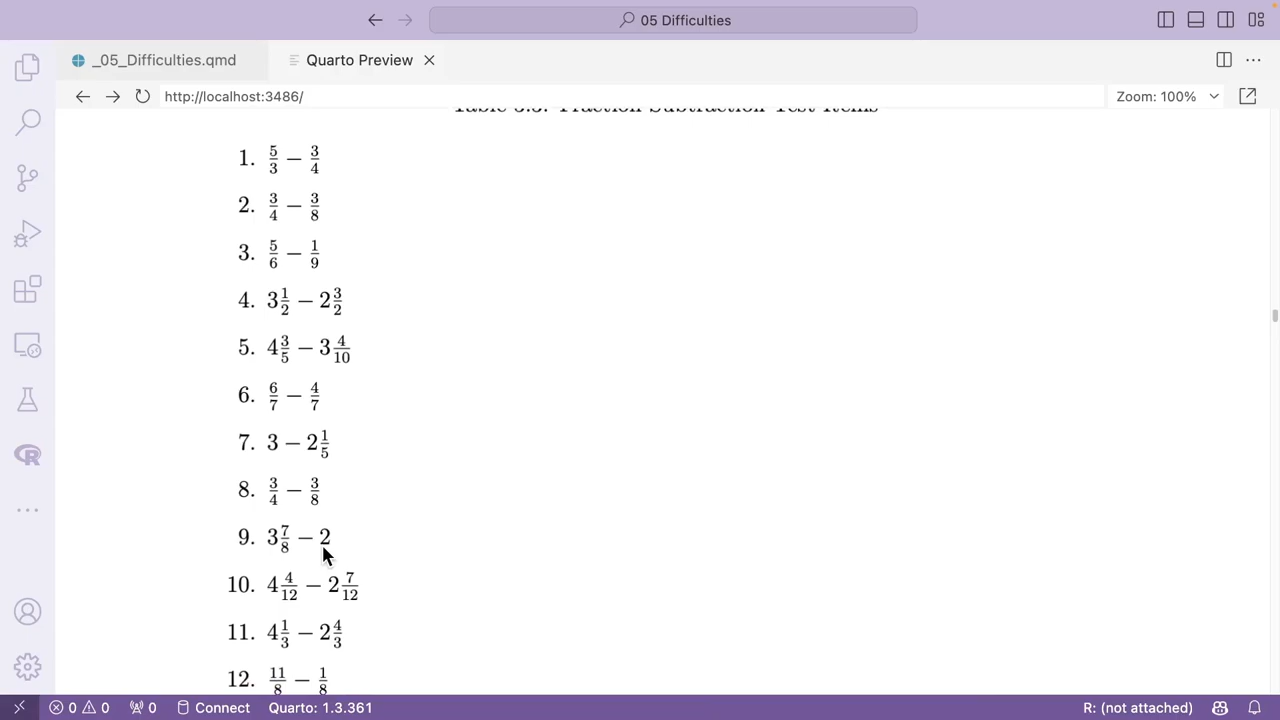 05 Difficulties
_05_Difficulties.qmd
Quarto Preview
http://localhost:3486/
Zoom: 100%
Fraction Subtraction Test Items
1. 5/3 − 3/4
2. 3/4 − 3/8
3. 5/6 − 1/9
4. 3 1/2 − 2 3/2
5. 4 3/5 − 3 4/10
6. 6/7 − 4/7
7. 3 − 2 1/5
8. 3/4 − 3/8
9. 3 7/8 − 2
10. 4 4/12 − 2 7/12
11. 4 1/3 − 2 4/3
12. 11/8 − 1/8
0 0 0 Connect Quarto: 1.3.361 R: (not attached)